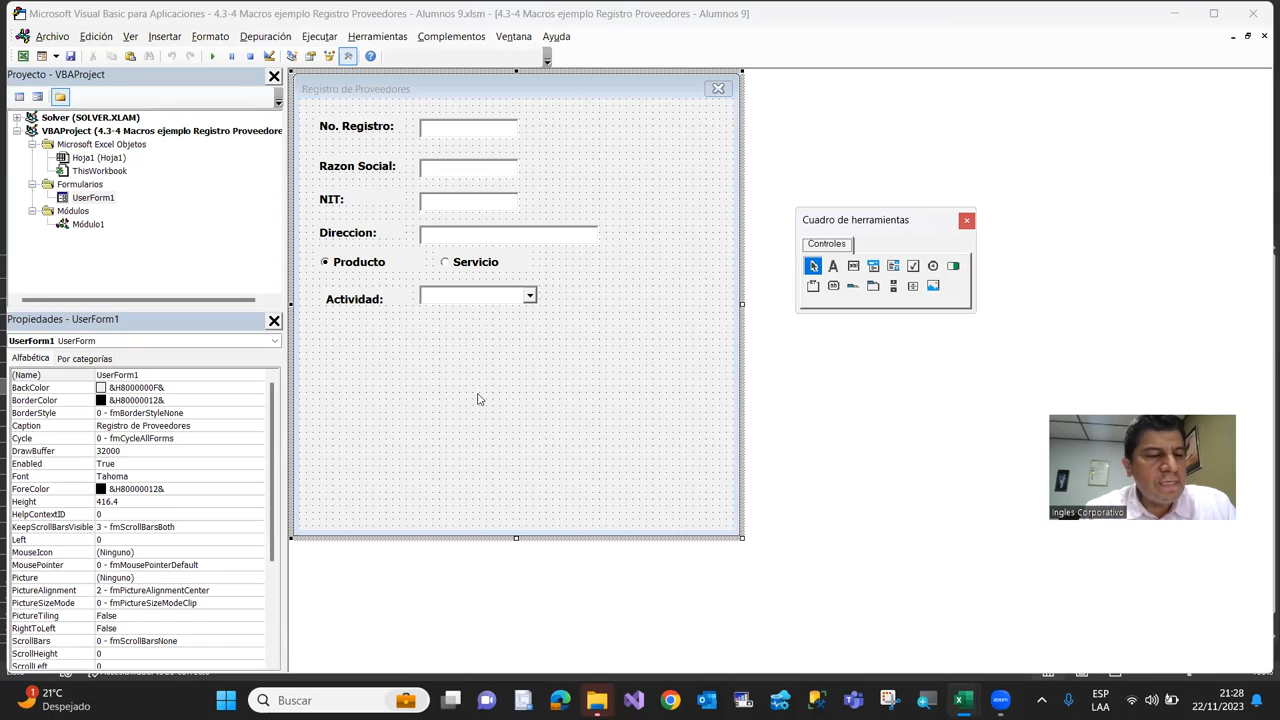 Microsoft Visual Basic para Aplicaciones - 4.3-4 Macros ejemplo Registro Proveedores - Alumnos 9.xlsm - [4.3-4 Macros ejemplo Registro Proveedores - Alumnos 9]
Archivo Edición Ver Insertar Formato Depuración Ejecutar Herramientas Complementos Ventana Ayuda
Proyecto - VBAProject
Solver (SOLVER.XLAM)
VBAProject (4.3-4 Macros ejemplo Registro Proveedore
Microsoft Excel Objetos
Hoja1 (Hoja1)
ThisWorkbook
Formularios
UserForm1
Módulos
Módulo1
Propiedades - UserForm1
UserForm1 UserForm
Alfabética Por categorías
(Name) UserForm1
BackColor &H8000000F&
BorderColor &H80000012&
BorderStyle 0 - fmBorderStyleNone
Caption Registro de Proveedores
Cycle 0 - fmCycleAllForms
DrawBuffer 32000
Enabled True
Font Tahoma
ForeColor &H80000012&
Height 416.4
HelpContextID 0
KeepScrollBarsVisible 3 - fmScrollBarsBoth
Left 0
MouseIcon (Ninguno)
MousePointer 0 - fmMousePointerDefault
Picture (Ninguno)
PictureAlignment 2 - fmPictureAlignmentCenter
PictureSizeMode 0 - fmPictureSizeModeClip
PictureTiling False
RightToLeft False
ScrollBars 0 - fmScrollBarsNone
ScrollHeight 0
ScrollLeft 0
Registro de Proveedores
No. Registro:
Razon Social:
NIT:
Direccion:
Producto Servicio
Actividad:
Cuadro de herramientas
Controles
Ingles Corporativo
21°C
Despejado
Buscar
ESP
LAA
21:28
22/11/2023